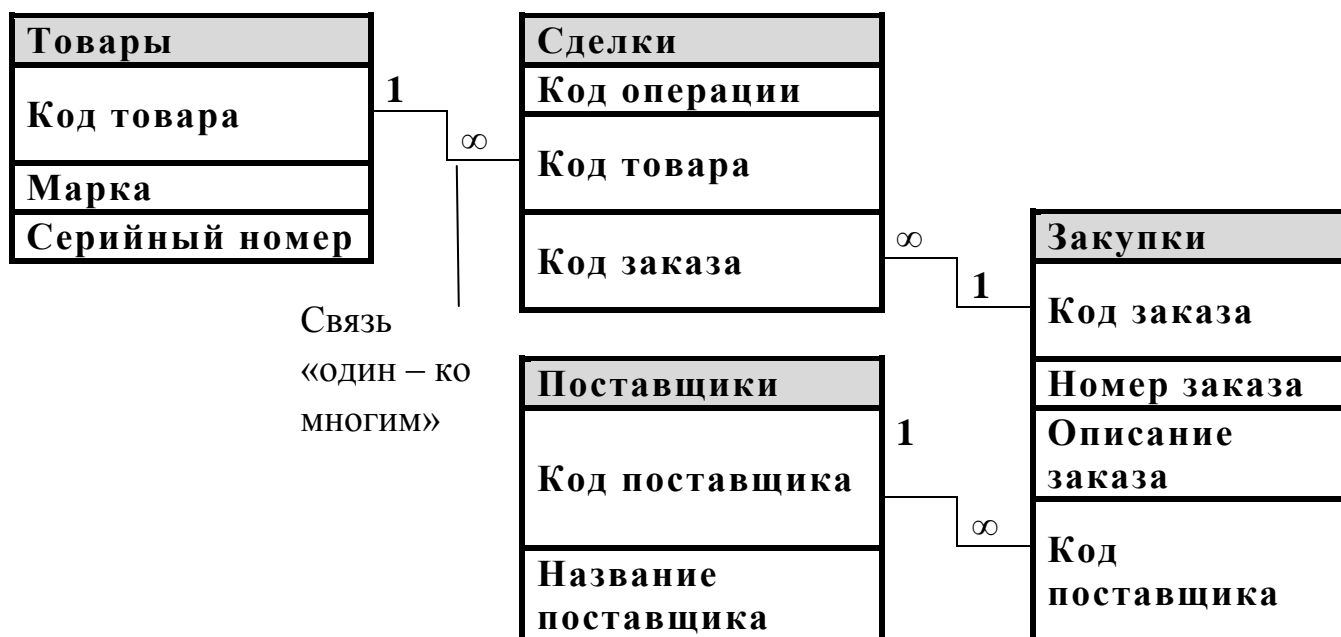 Товары
Код товара
Марка
Серийный номер
1
∞
Связь
«один – ко
многим»
Сделки
Код операции
Код товара
Код заказа
∞
1
Поставщики
Код поставщика
Название
поставщика
1
∞
Закупки
Код заказа
Номер заказа
Описание
заказа
Код
поставщика